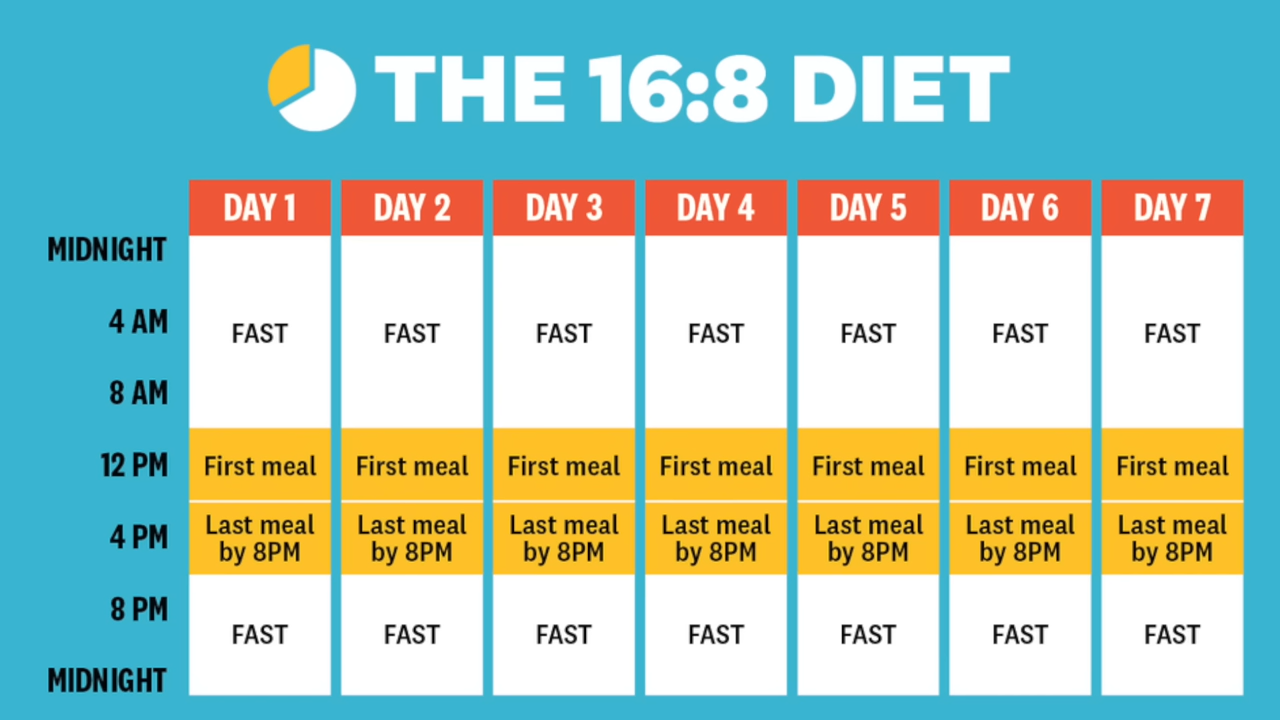 THE 16:8 DIET
DAY 1 DAY 2 DAY 3 DAY 4 DAY 5 DAY 6 DAY 7
MIDNIGHT
4 AM
FAST FAST FAST FAST FAST FAST FAST
8 AM
12 PM First meal First meal First meal First meal First meal First meal First meal
Last meal Last meal Last meal Last meal Last meal Last meal Last meal
4 PM
by 8PM by 8PM by 8PM by 8PM by 8PM by 8PM by 8PM
8 PM
FAST FAST FAST FAST FAST FAST FAST
MIDNIGHT